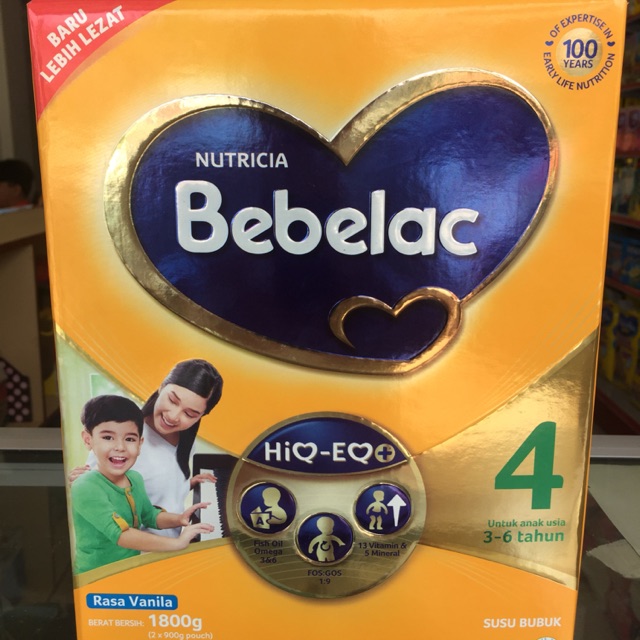 BARU
LEBIH LEZAT
OF EXPERTISE IN
100
YEARS
EARLY LIFE NUTRITION
NUTRICIA
Bebelac
HiQ-EQ+
Fish Oil
Omega
3&6
FOS:GOS
1:9
13 Vitamin &
5 Mineral
4
Untuk anak usia
3-6 tahun
Rasa Vanila
BERAT BERSIH: 1800g
(2 x 900g pouch)
SUSU BUBUK